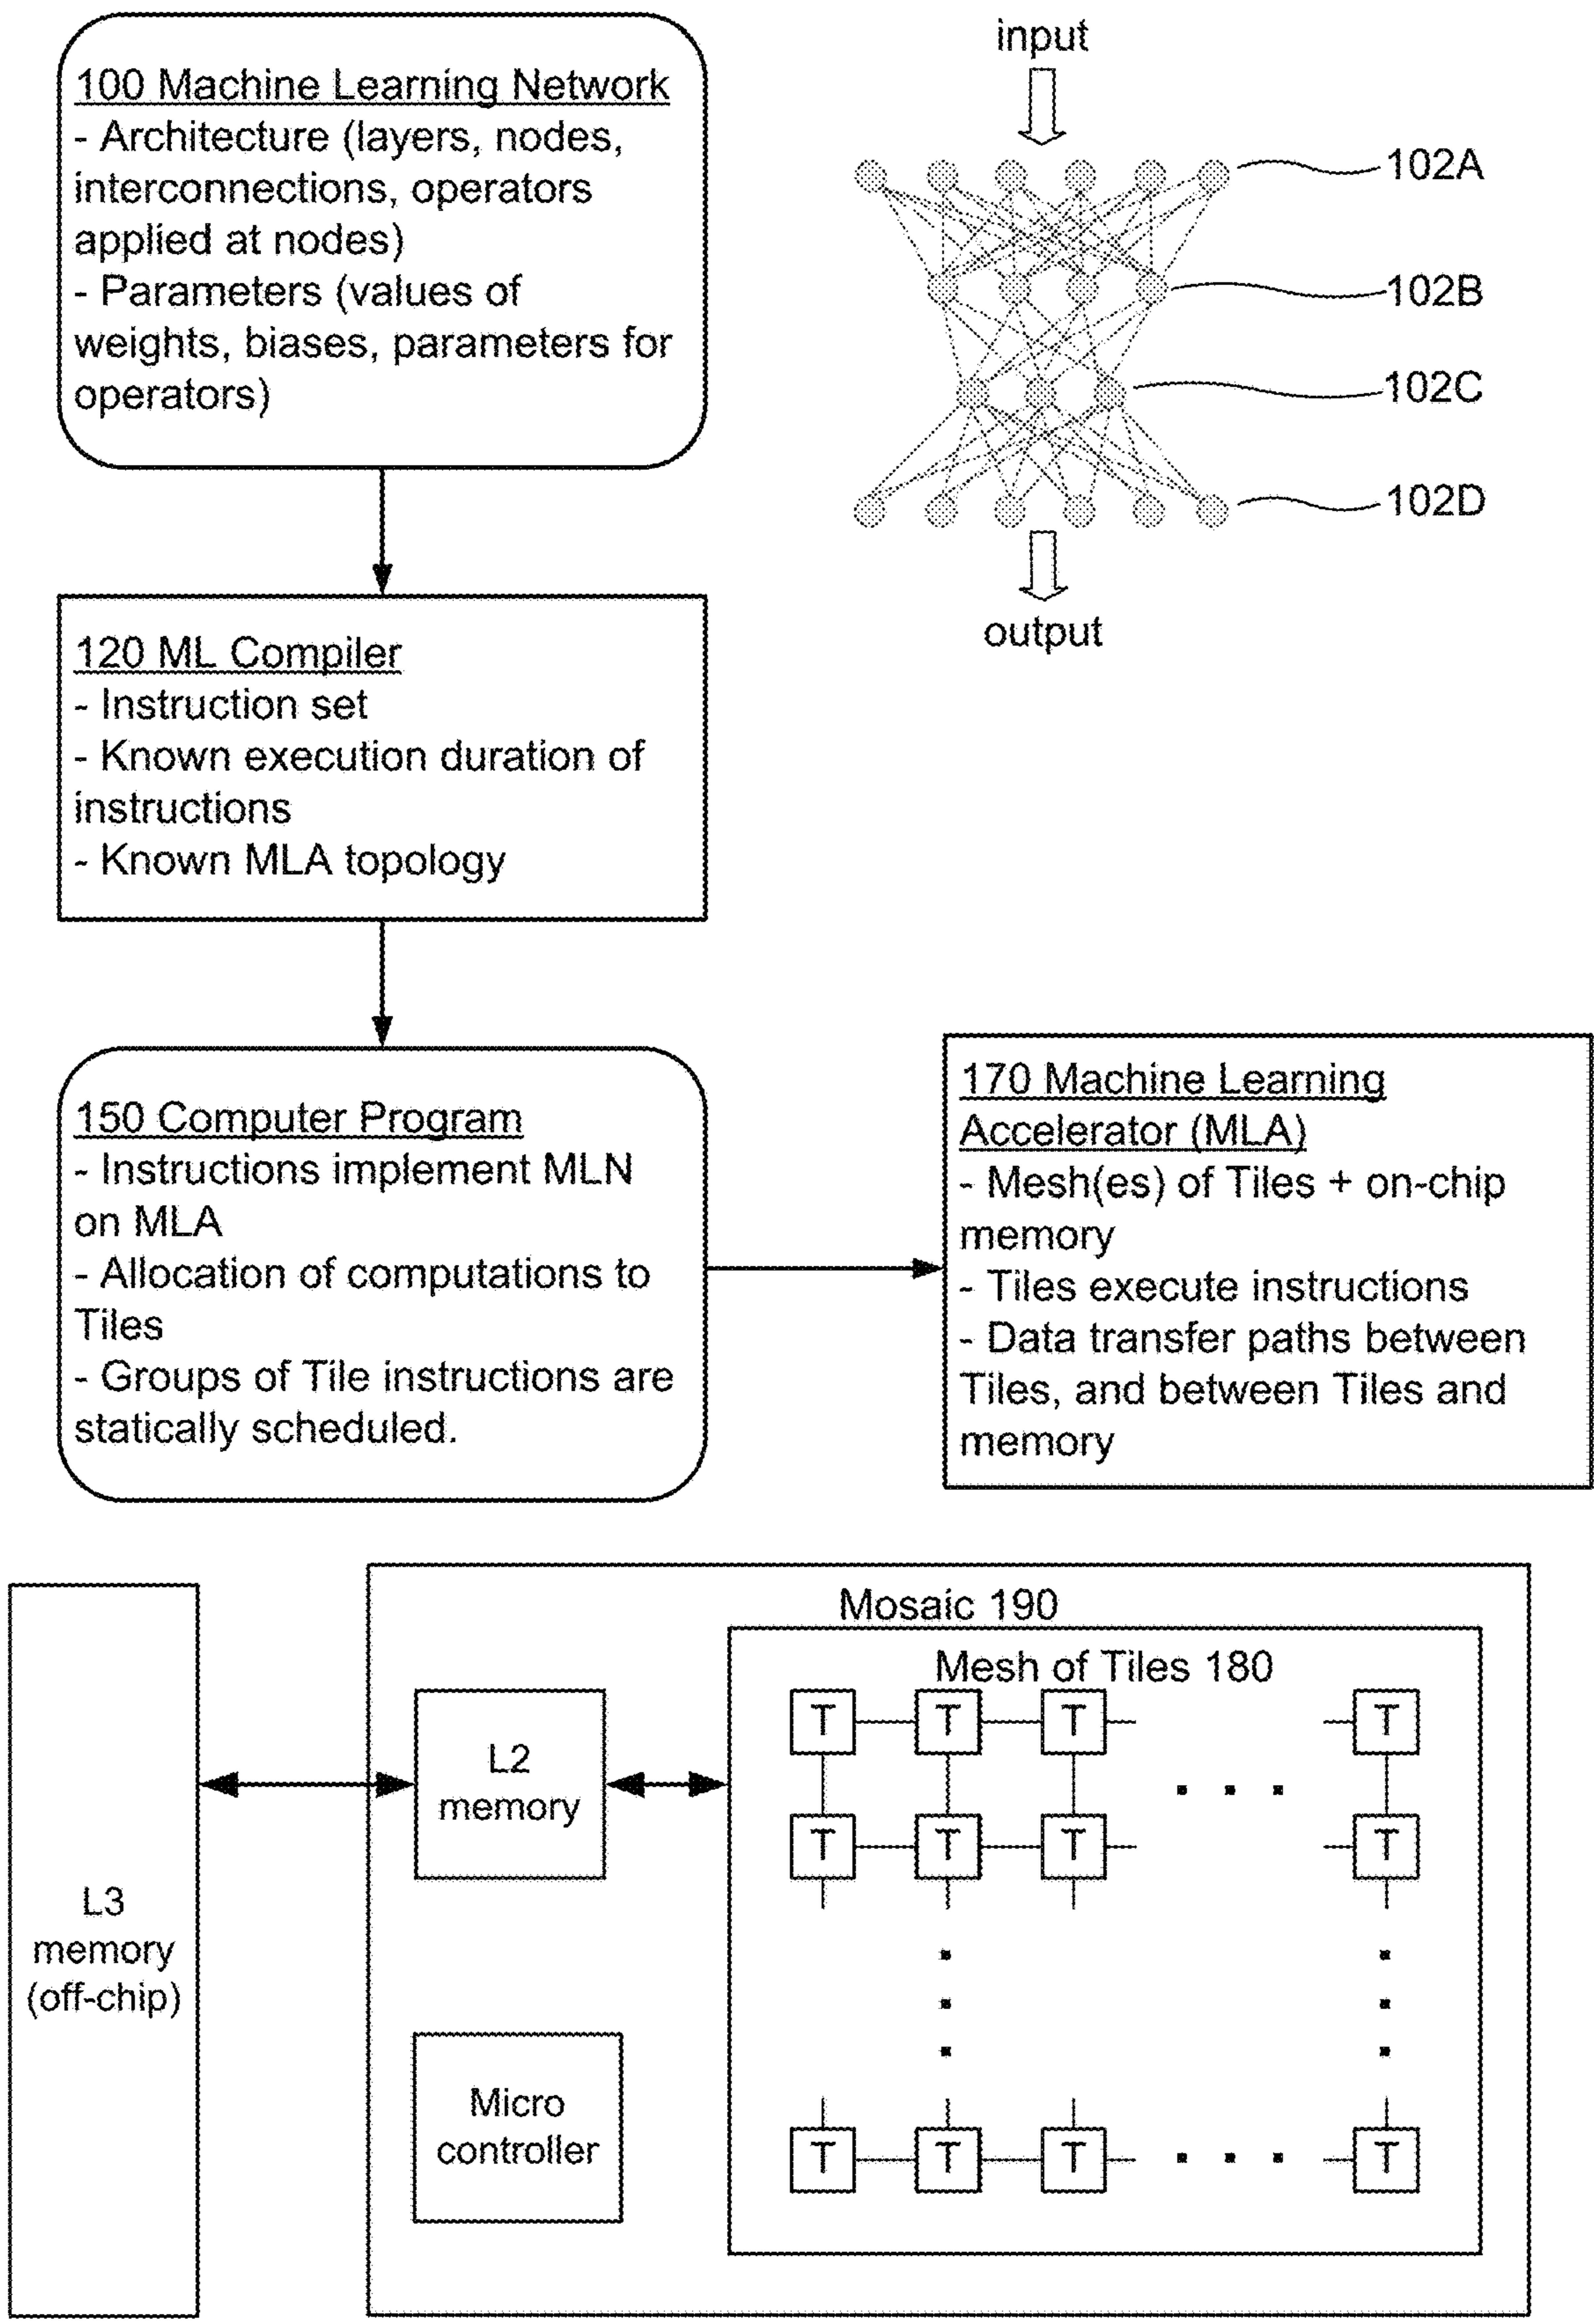 100 Machine Learning Network
- Architecture (layers, nodes,
interconnections, operators
applied at nodes)
- Parameters (values of
weights, biases, parameters for
operators)
input
102A
102B
102C
102D
output
120 ML Compiler
- Instruction set
- Known execution duration of
instructions
- Known MLA topology
150 Computer Program
- Instructions implement MLN
on MLA
- Allocation of computations to
Tiles
- Groups of Tile instructions are
statically scheduled.
170 Machine Learning
Accelerator (MLA)
- Mesh(es) of Tiles + on-chip
memory
- Tiles execute instructions
- Data transfer paths between
Tiles, and between Tiles and
memory
L3
memory
(off-chip)
Mosaic 190
L2
memory
Micro
controller
Mesh of Tiles 180
T T T T
T T T T
T T T T